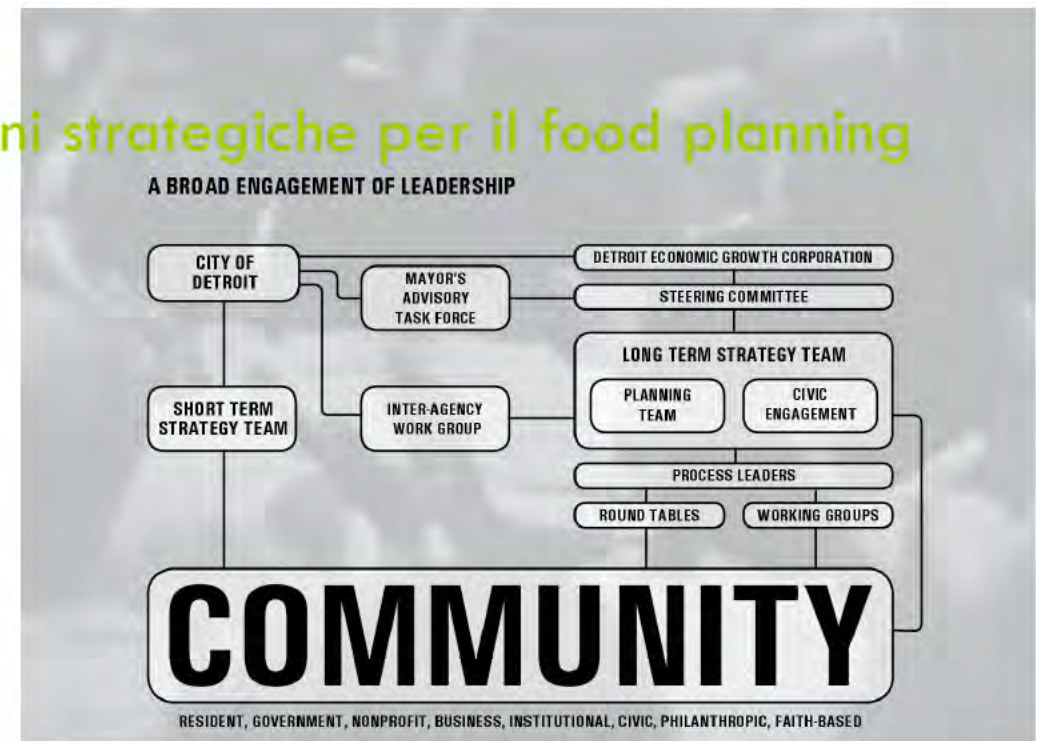 ni strategiche per il food planning
A BROAD ENGAGEMENT OF LEADERSHIP
CITY OF
DETROIT
MAYOR'S
ADVISORY
TASK FORCE
DETROIT ECONOMIC GROWTH CORPORATION
STEERING COMMITTEE
LONG TERM STRATEGY TEAM
PLANNING
TEAM
CIVIC
ENGAGEMENT
SHORT TERM
STRATEGY TEAM
INTER-AGENCY
WORK GROUP
PROCESS LEADERS
ROUND TABLES
WORKING GROUPS
COMMUNITY
RESIDENT, GOVERNMENT, NONPROFIT, BUSINESS, INSTITUTIONAL, CIVIC, PHILANTHROPIC, FAITH-BASED